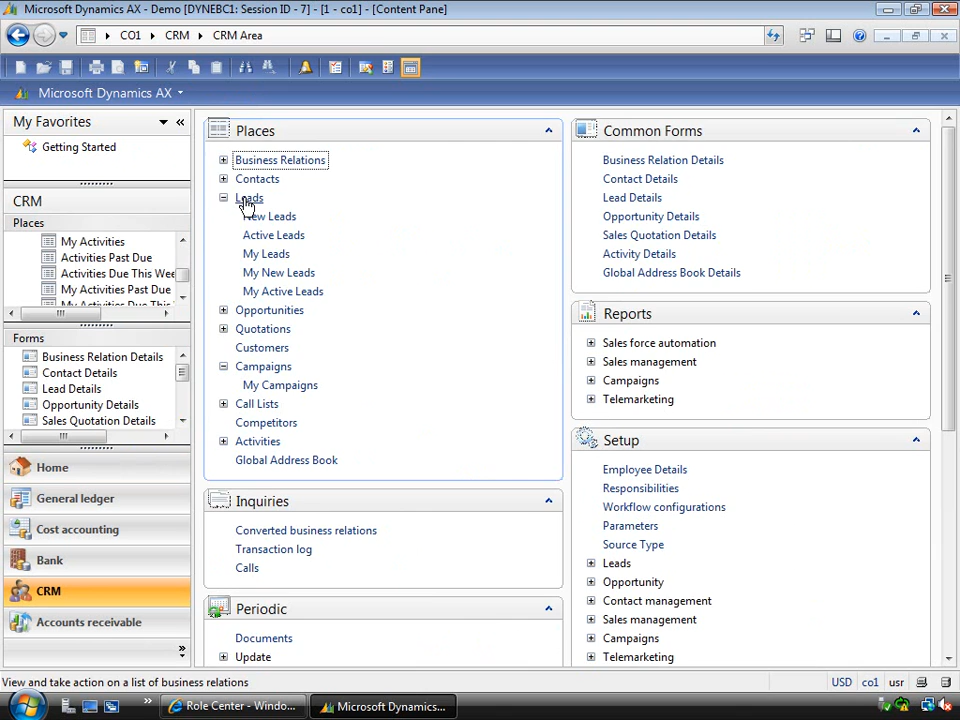 Microsoft Dynamics AX - Demo [DYNEBC1: Session ID - 7] - [1 - co1] - [Content Pane]
CO1 CRM CRM Area
Microsoft Dynamics AX
My Favorites
Getting Started
CRM
Places
My Activities
Activities Past Due
Activities Due This Wee
My Activities Past Due
My Activities Due This
Forms
Business Relation Details
Contact Details
Lead Details
Opportunity Details
Sales Quotation Details
Home
General ledger
Cost accounting
Bank
CRM
Accounts receivable
Places
Business Relations
Contacts
Leads
New Leads
Active Leads
My Leads
My New Leads
My Active Leads
Opportunities
Quotations
Customers
Campaigns
My Campaigns
Call Lists
Competitors
Activities
Global Address Book
Inquiries
Converted business relations
Transaction log
Calls
Periodic
Documents
Update
Common Forms
Business Relation Details
Contact Details
Lead Details
Opportunity Details
Sales Quotation Details
Activity Details
Global Address Book Details
Reports
Sales force automation
Sales management
Campaigns
Telemarketing
Setup
Employee Details
Responsibilities
Workflow configurations
Parameters
Source Type
Leads
Opportunity
Contact management
Sales management
Campaigns
Telemarketing
View and take action on a list of business relations
USD co1 usr
Role Center - Windo...
Microsoft Dynamics...